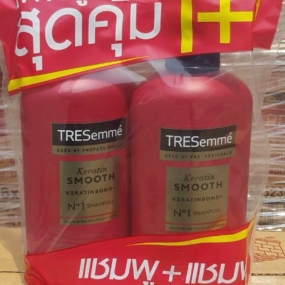 สุดคุ้ม 1+
TRESemmé
USED BY PROFESSIONALS
Keratin
SMOOTH
KERATINBOND
Nº1 SHAMPOO
TRESemmé
USED BY PROFESSIONALS
Keratin
SMOOTH
KERATINBOND
Nº1 SHAMPOO
แชมพู + แชมพู